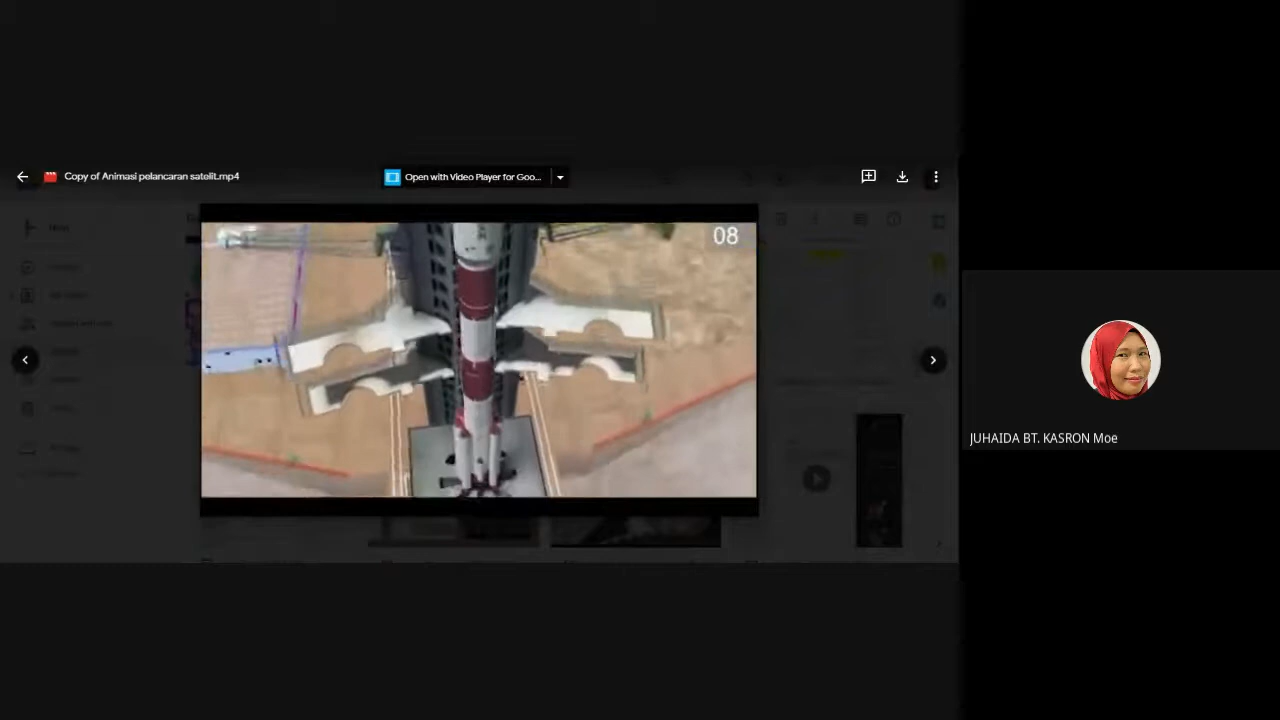 Copy of Animasi pelancaran satelit.mp4
Open with Video Player for Goo...
08
JUHAIDA BT. KASRON Moe